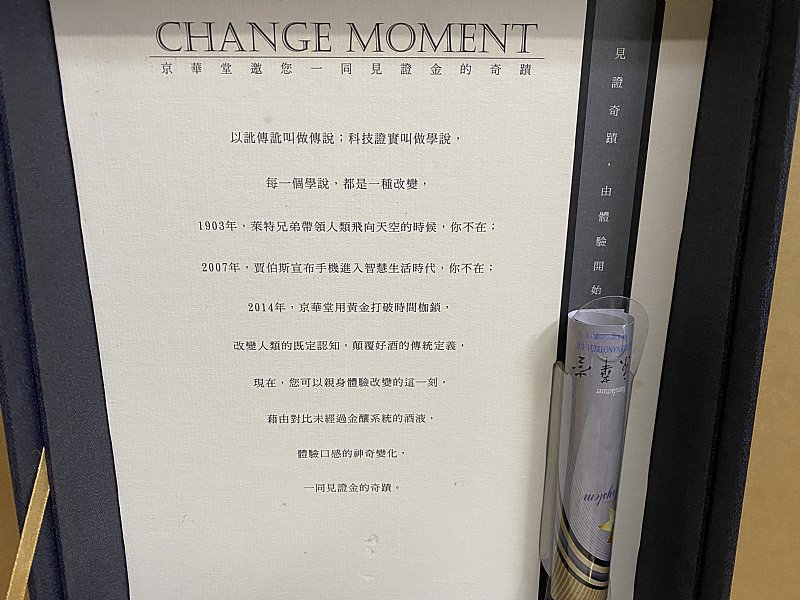 CHANGE MOMENT
京華堂邀您一同見證金的奇蹟
以訛傳訛叫做傳說；科技證實叫做學說，
每一個學說，都是一種改變，
1903年，萊特兄弟帶領人類飛向天空的時候，你不在；
2007年，賈伯斯宣布手機進入智慧生活時代，你不在；
2014年，京華堂用黃金打破時間枷鎖，
改變人類的既定認知，顛覆好酒的傳統定義，
現在，您可以親身體驗改變的這一刻，
藉由對比未經過金釀系統的酒液，
體驗口感的神奇變化，
一同見證金的奇蹟。
見證奇蹟，由體驗開始
Manufacturer
ystem